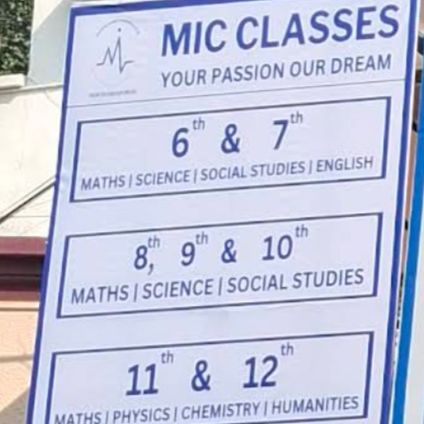 MIC CLASSES
YOUR PASSION OUR DREAM
6th & 7th
MATHS | SCIENCE | SOCIAL STUDIES | ENGLISH
8th, 9th & 10th
MATHS | SCIENCE | SOCIAL STUDIES
11th & 12th
MATHS | PHYSICS | CHEMISTRY | HUMANITIES